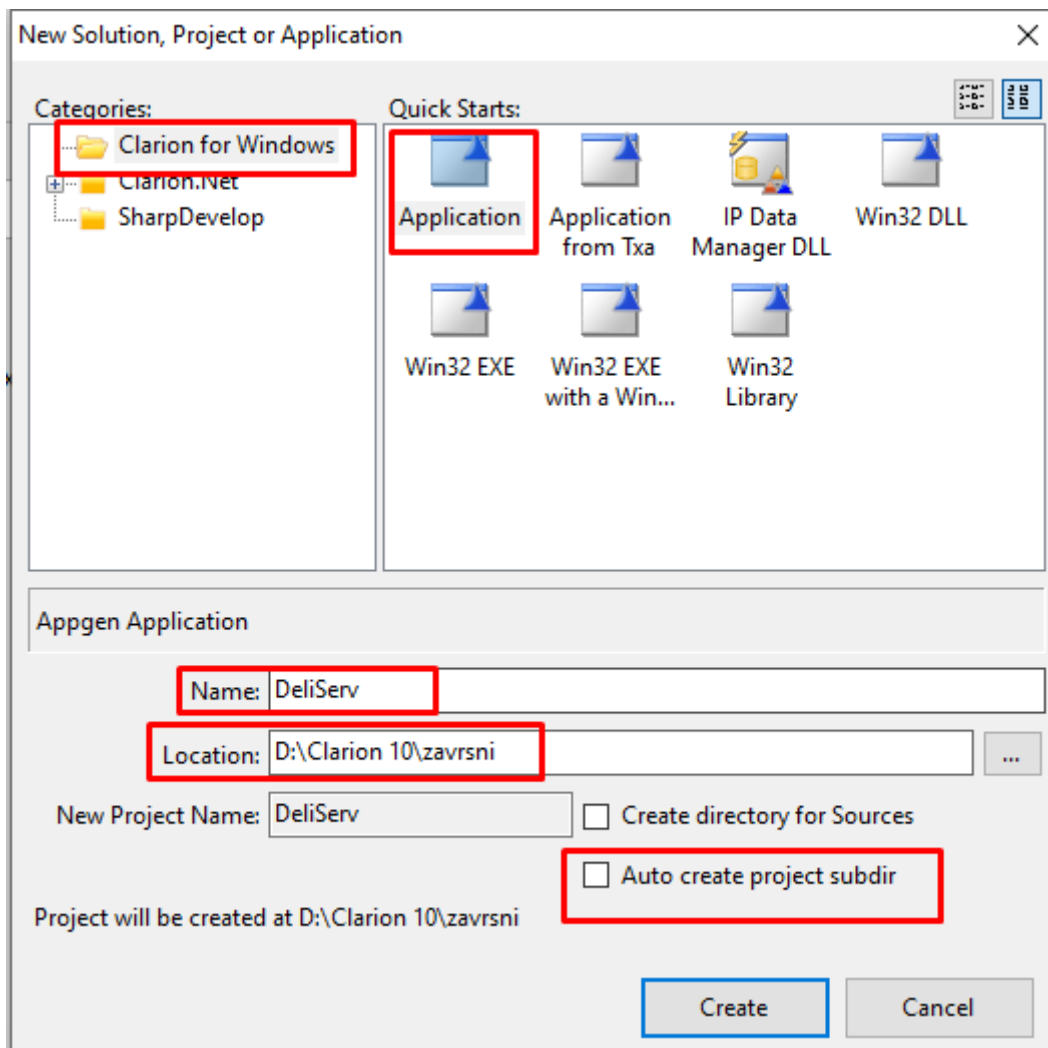 New Solution, Project or Application
Categories:
Quick Starts:
Clarion for Windows
Clarion.Net
SharpDevelop
Application
Application
from Txa
IP Data
Manager DLL
Win32 DLL
Win32 EXE
Win32 EXE
with a Win...
Win32
Library
Appgen Application
Name: DeliServ
Location: D:\Clarion 10\zavrsni
...
New Project Name: DeliServ
Create directory for Sources
Auto create project subdir
Project will be created at D:\Clarion 10\zavrsni
Create
Cancel